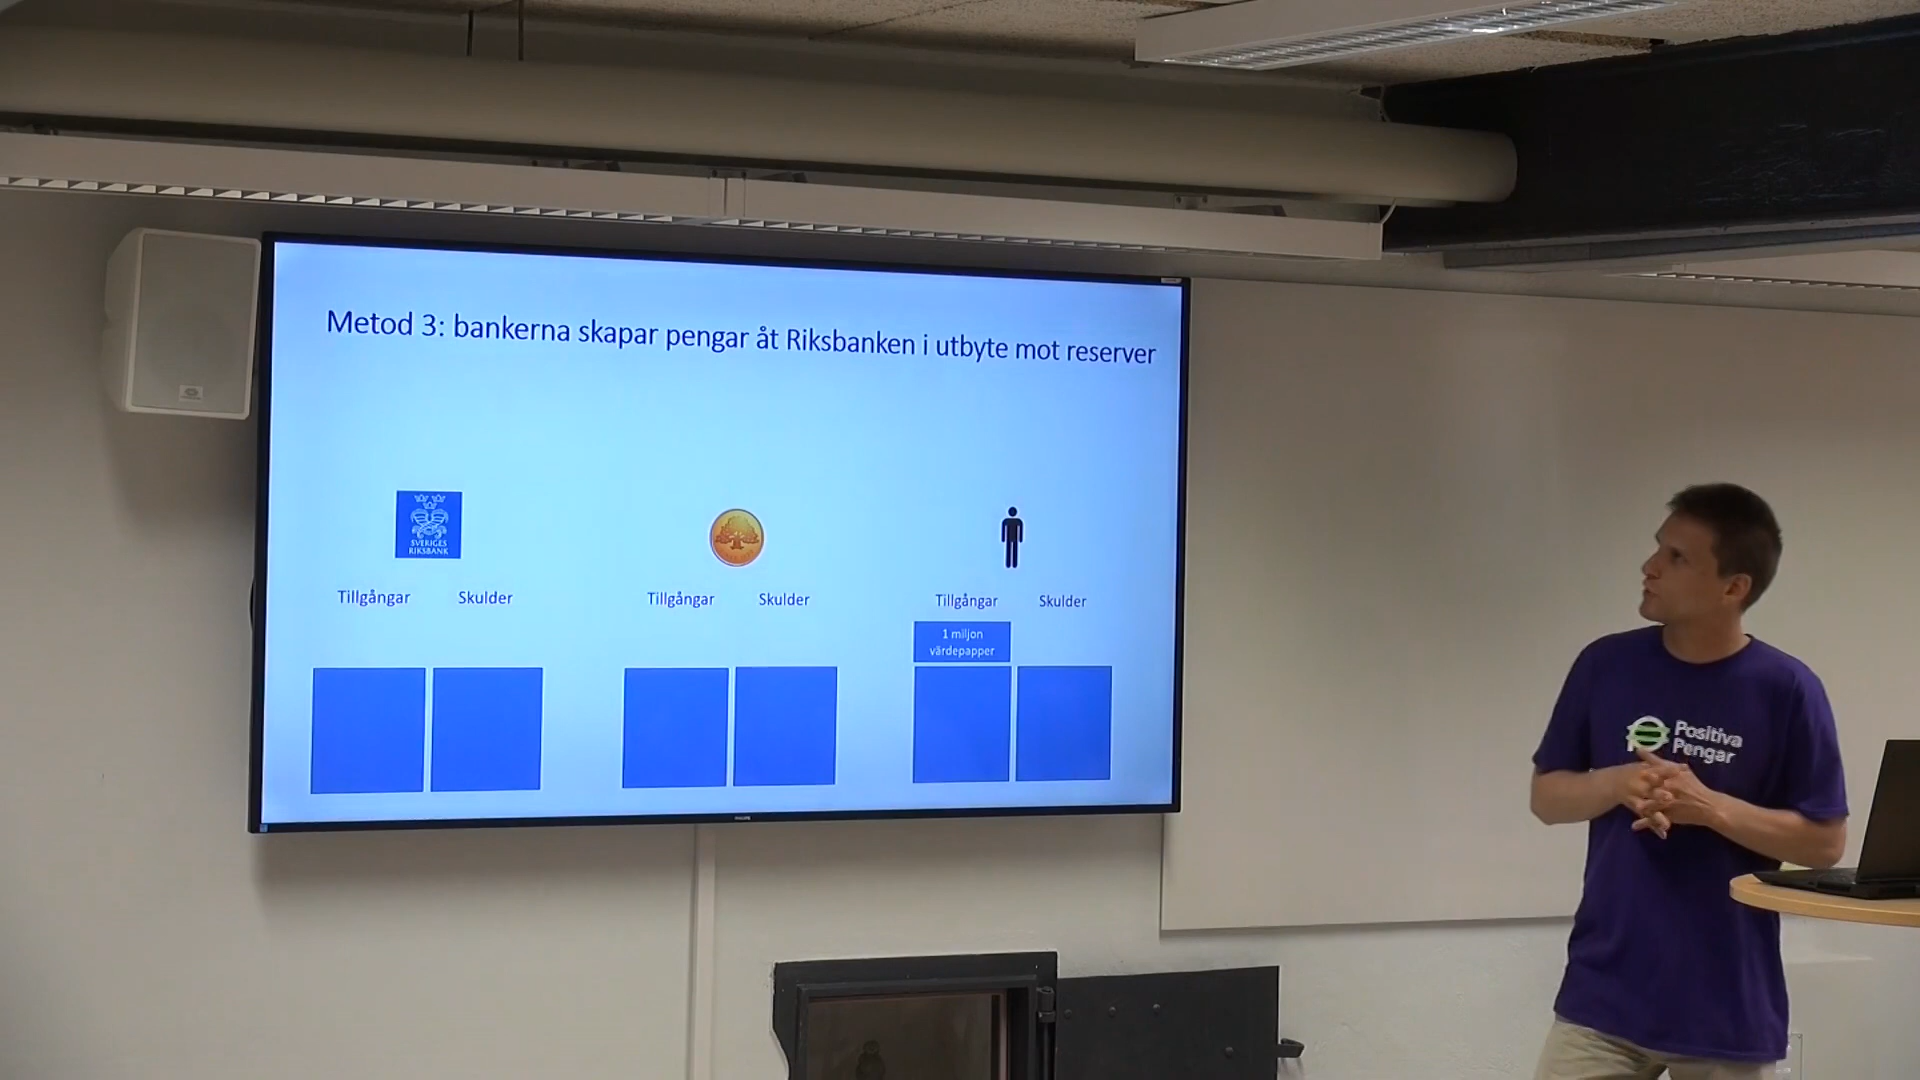 Metod 3: bankerna skapar pengar åt Riksbanken i utbyte mot reserver
SVERIGES
RIKSBANK
Tillgångar Skulder
Tillgångar Skulder
Tillgångar Skulder
1 miljon
värdepapper
Positiva
Pengar
PHILIPS